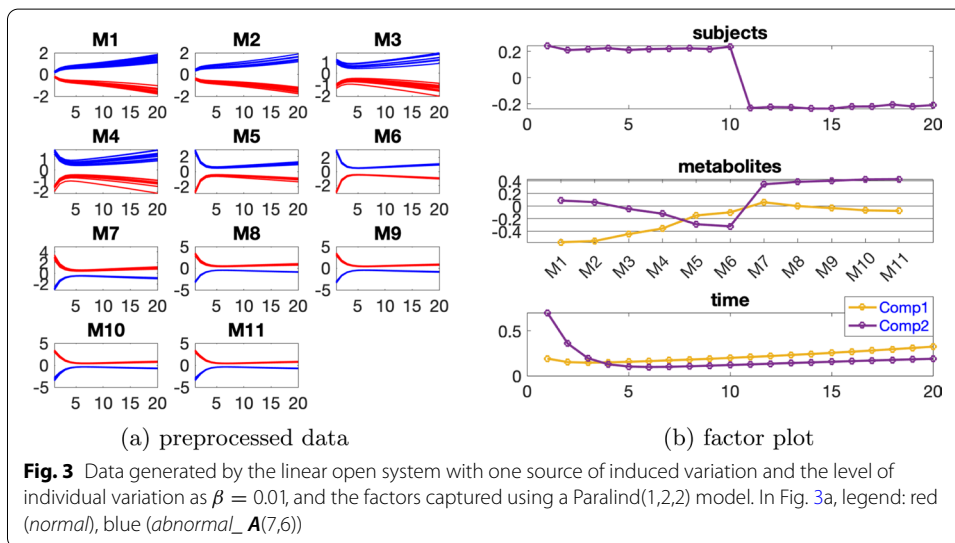 M1 M2 M3
2 0 -2 5 10 15 20
2 0 -2 5 10 15 20
2 1 0 -1 -2 5 10 15 20
M4 M5 M6
2 1 0 -1 -2 5 10 15 20
2 0 -2 5 10 15 20
2 0 -2 5 10 15 20
M7 M8 M9
4 2 0 -2 5 10 15 20
5 0 -5 5 10 15 20
5 0 -5 5 10 15 20
M10 M11
5 0 -5 5 10 15 20
5 0 -5 5 10 15 20
(a) preprocessed data
subjects
0.2
0
-0.2
0 5 10 15 20
metabolites
0.4
0.2
0
-0.2
-0.4
M1 M2 M3 M4 M5 M6 M7 M8 M9 M10 M11
time
Comp1
Comp2
0.5
0
0 5 10 15 20
(b) factor plot
Fig. 3 Data generated by the linear open system with one source of induced variation and the level of
individual variation as β = 0.01, and the factors captured using a Paralind(1,2,2) model. In Fig. 3a, legend: red
(normal), blue (abnormal_ A(7,6))